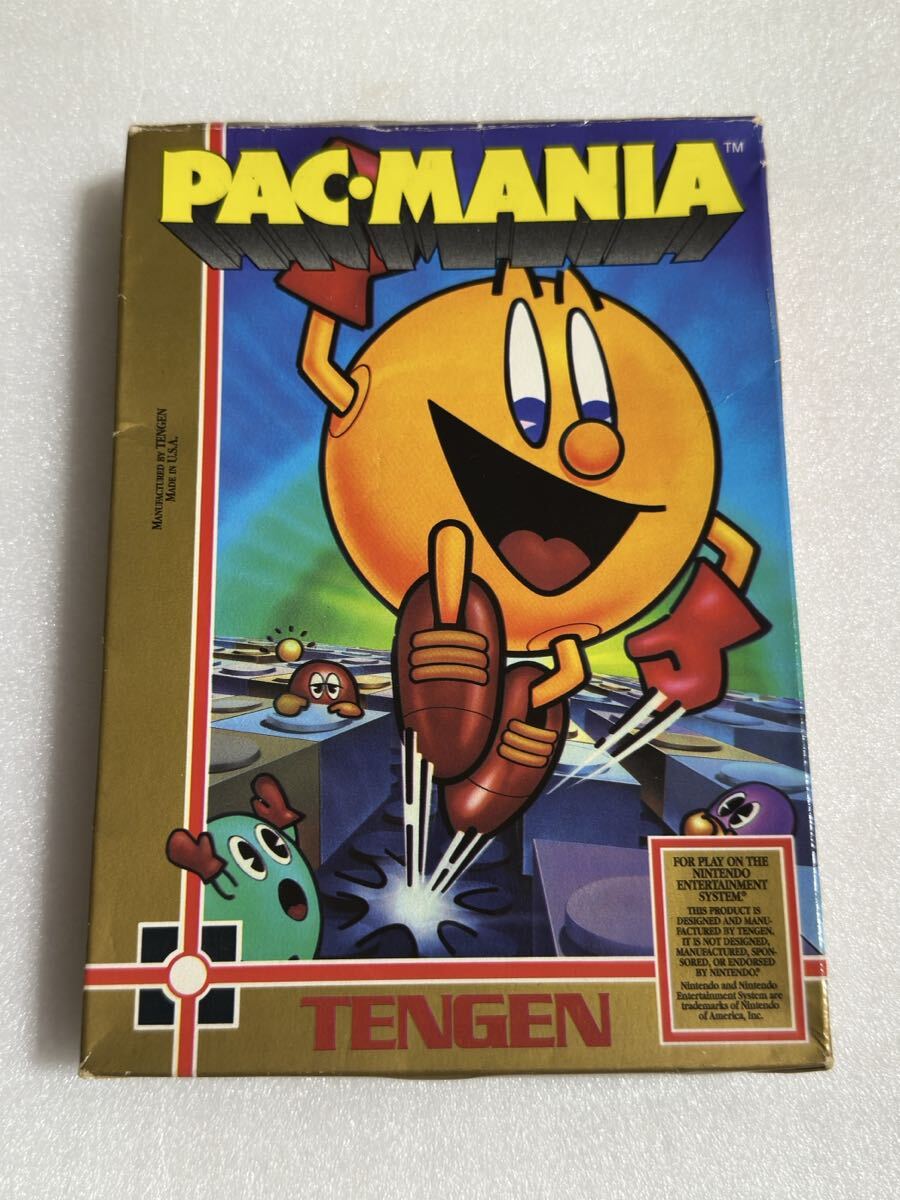 PAC·MANIA™
MANUFACTURED BY TENGEN
MADE IN U.S.A.
FOR PLAY ON THE
NINTENDO
ENTERTAINMENT
SYSTEM.®
THIS PRODUCT IS
DESIGNED AND MANU-
FACTURED BY TENGEN.
IT IS NOT DESIGNED,
MANUFACTURED, SPON-
SORED, OR ENDORSED
BY NINTENDO.®
Nintendo and Nintendo
Entertainment System are
trademarks of Nintendo
of America, Inc.
TENGEN